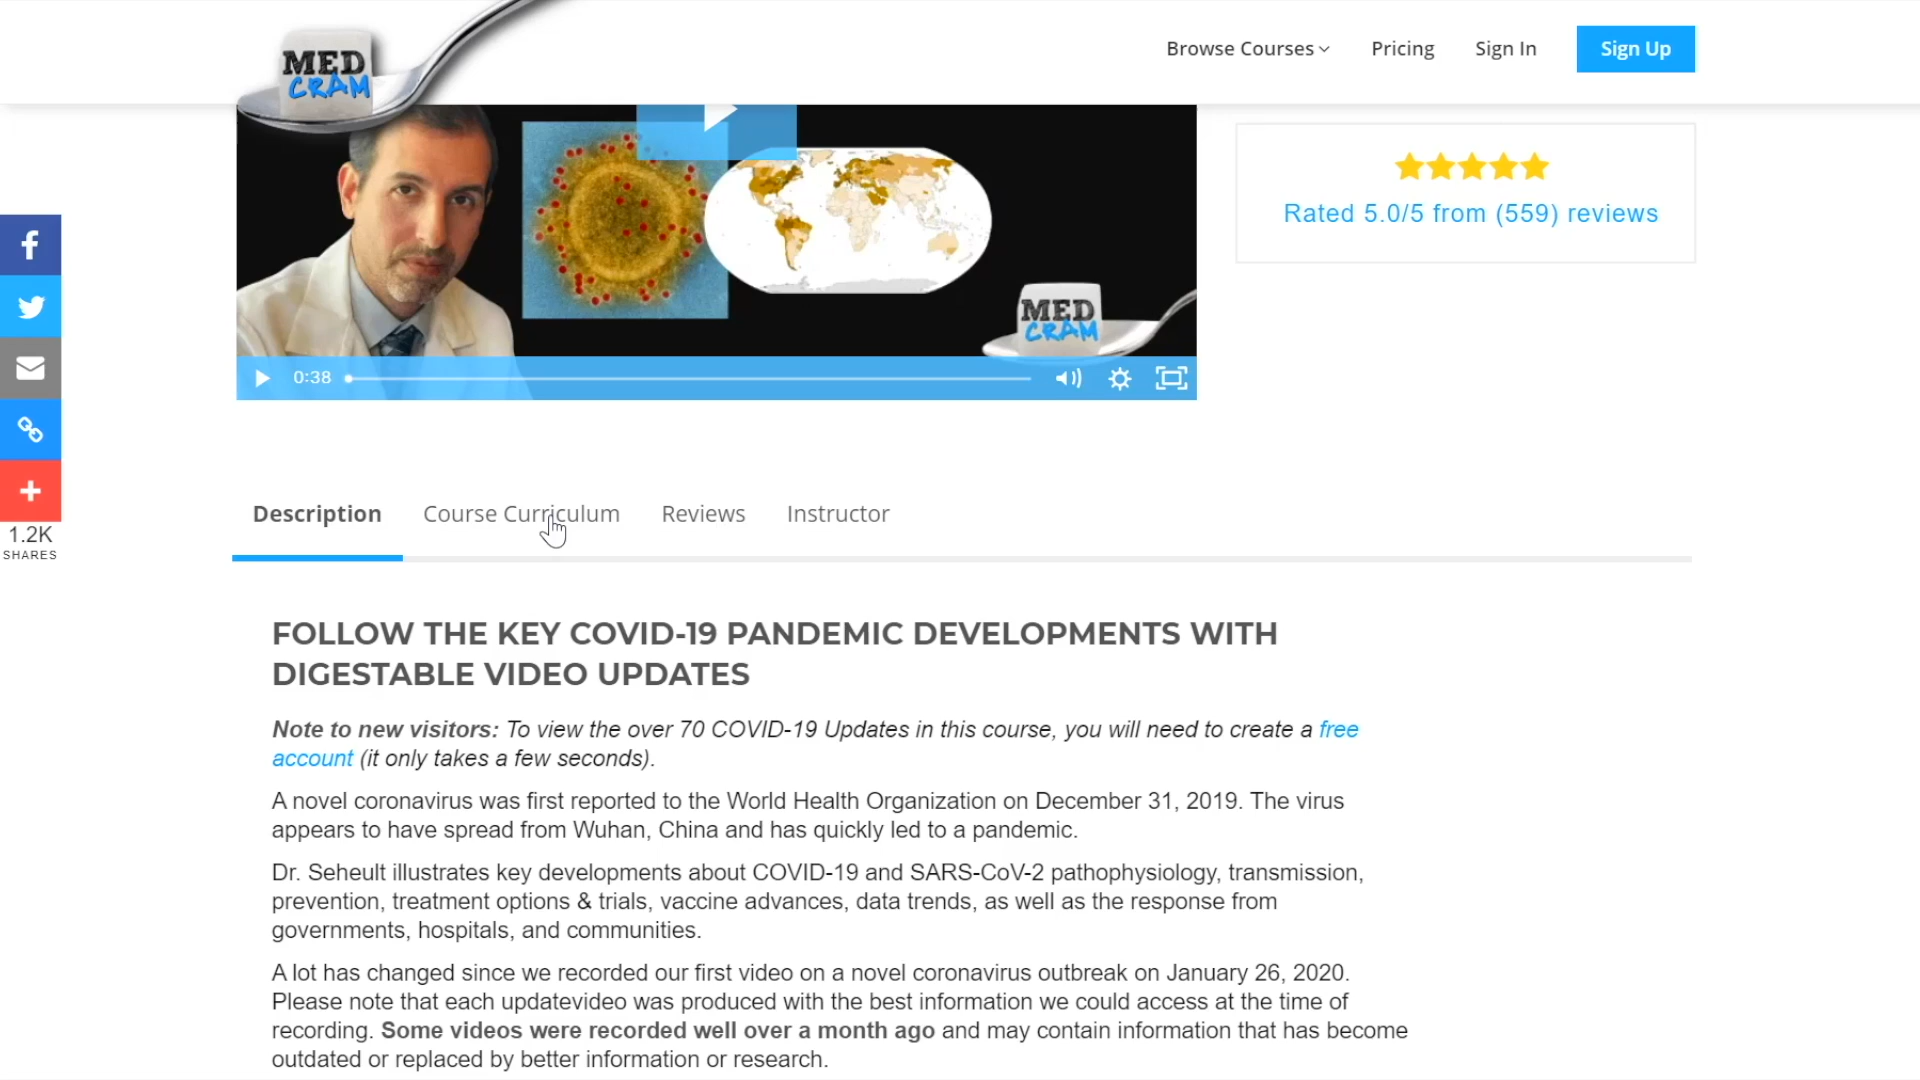 MED
CRAM
Browse Courses
Pricing
Sign In
Sign Up
Rated 5.0/5 from (559) reviews
MED
CRAM
0:38
1.2K
SHARES
Description
Course Curriculum
Reviews
Instructor
FOLLOW THE KEY COVID-19 PANDEMIC DEVELOPMENTS WITH
DIGESTABLE VIDEO UPDATES
Note to new visitors: To view the over 70 COVID-19 Updates in this course, you will need to create a free
account (it only takes a few seconds).
A novel coronavirus was first reported to the World Health Organization on December 31, 2019. The virus
appears to have spread from Wuhan, China and has quickly led to a pandemic.
Dr. Seheult illustrates key developments about COVID-19 and SARS-CoV-2 pathophysiology, transmission,
prevention, treatment options & trials, vaccine advances, data trends, as well as the response from
governments, hospitals, and communities.
A lot has changed since we recorded our first video on a novel coronavirus outbreak on January 26, 2020.
Please note that each updatevideo was produced with the best information we could access at the time of
recording. Some videos were recorded well over a month ago and may contain information that has become
outdated or replaced by better information or research.